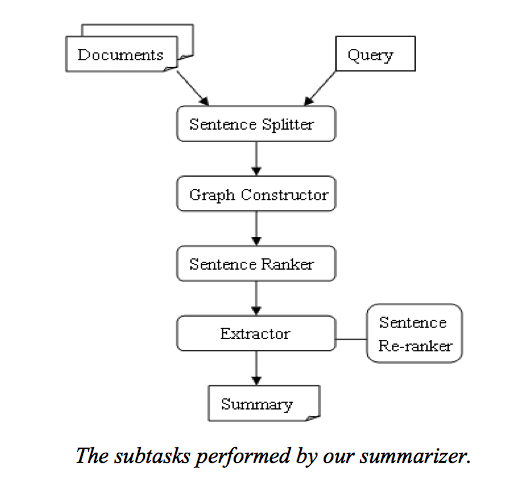 Documents
Query
Sentence Splitter
Graph Constructor
Sentence Ranker
Extractor
Sentence
Re-ranker
Summary
The subtasks performed by our summarizer.